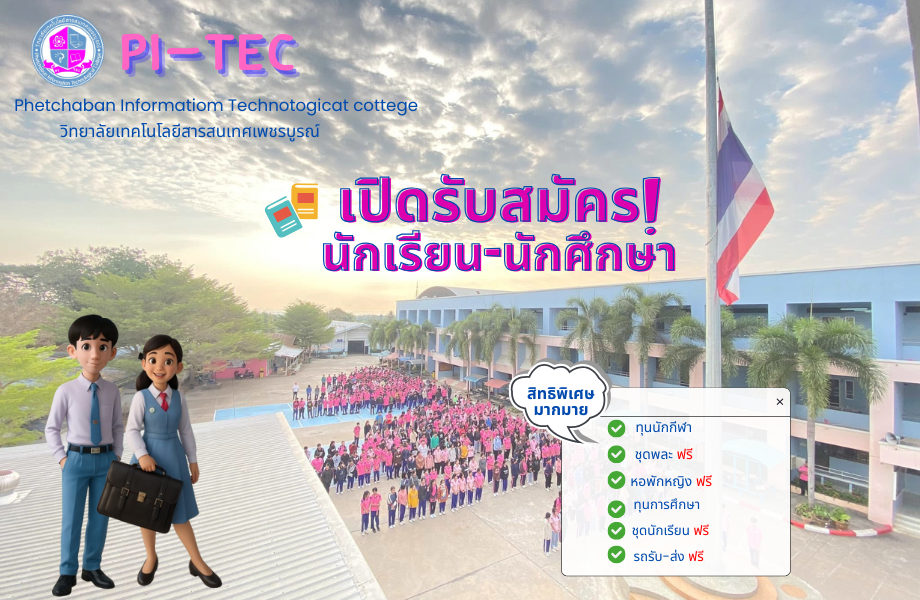 PI-TEC
Phetchaban Informatiom Technotogicat cottege
วิทยาลัยเทคโนโลยีสารสนเทศเพชรบูรณ์
เปิดรับสมัคร!
นักเรียน-นักศึกษา
สิทธิพิเศษ
มากมาย
ทุนนักกีฬา
ชุดพละ ฟรี
หอพักหญิง ฟรี
ทุนการศึกษา
ชุดนักเรียน ฟรี
รถรับ-ส่ง ฟรี